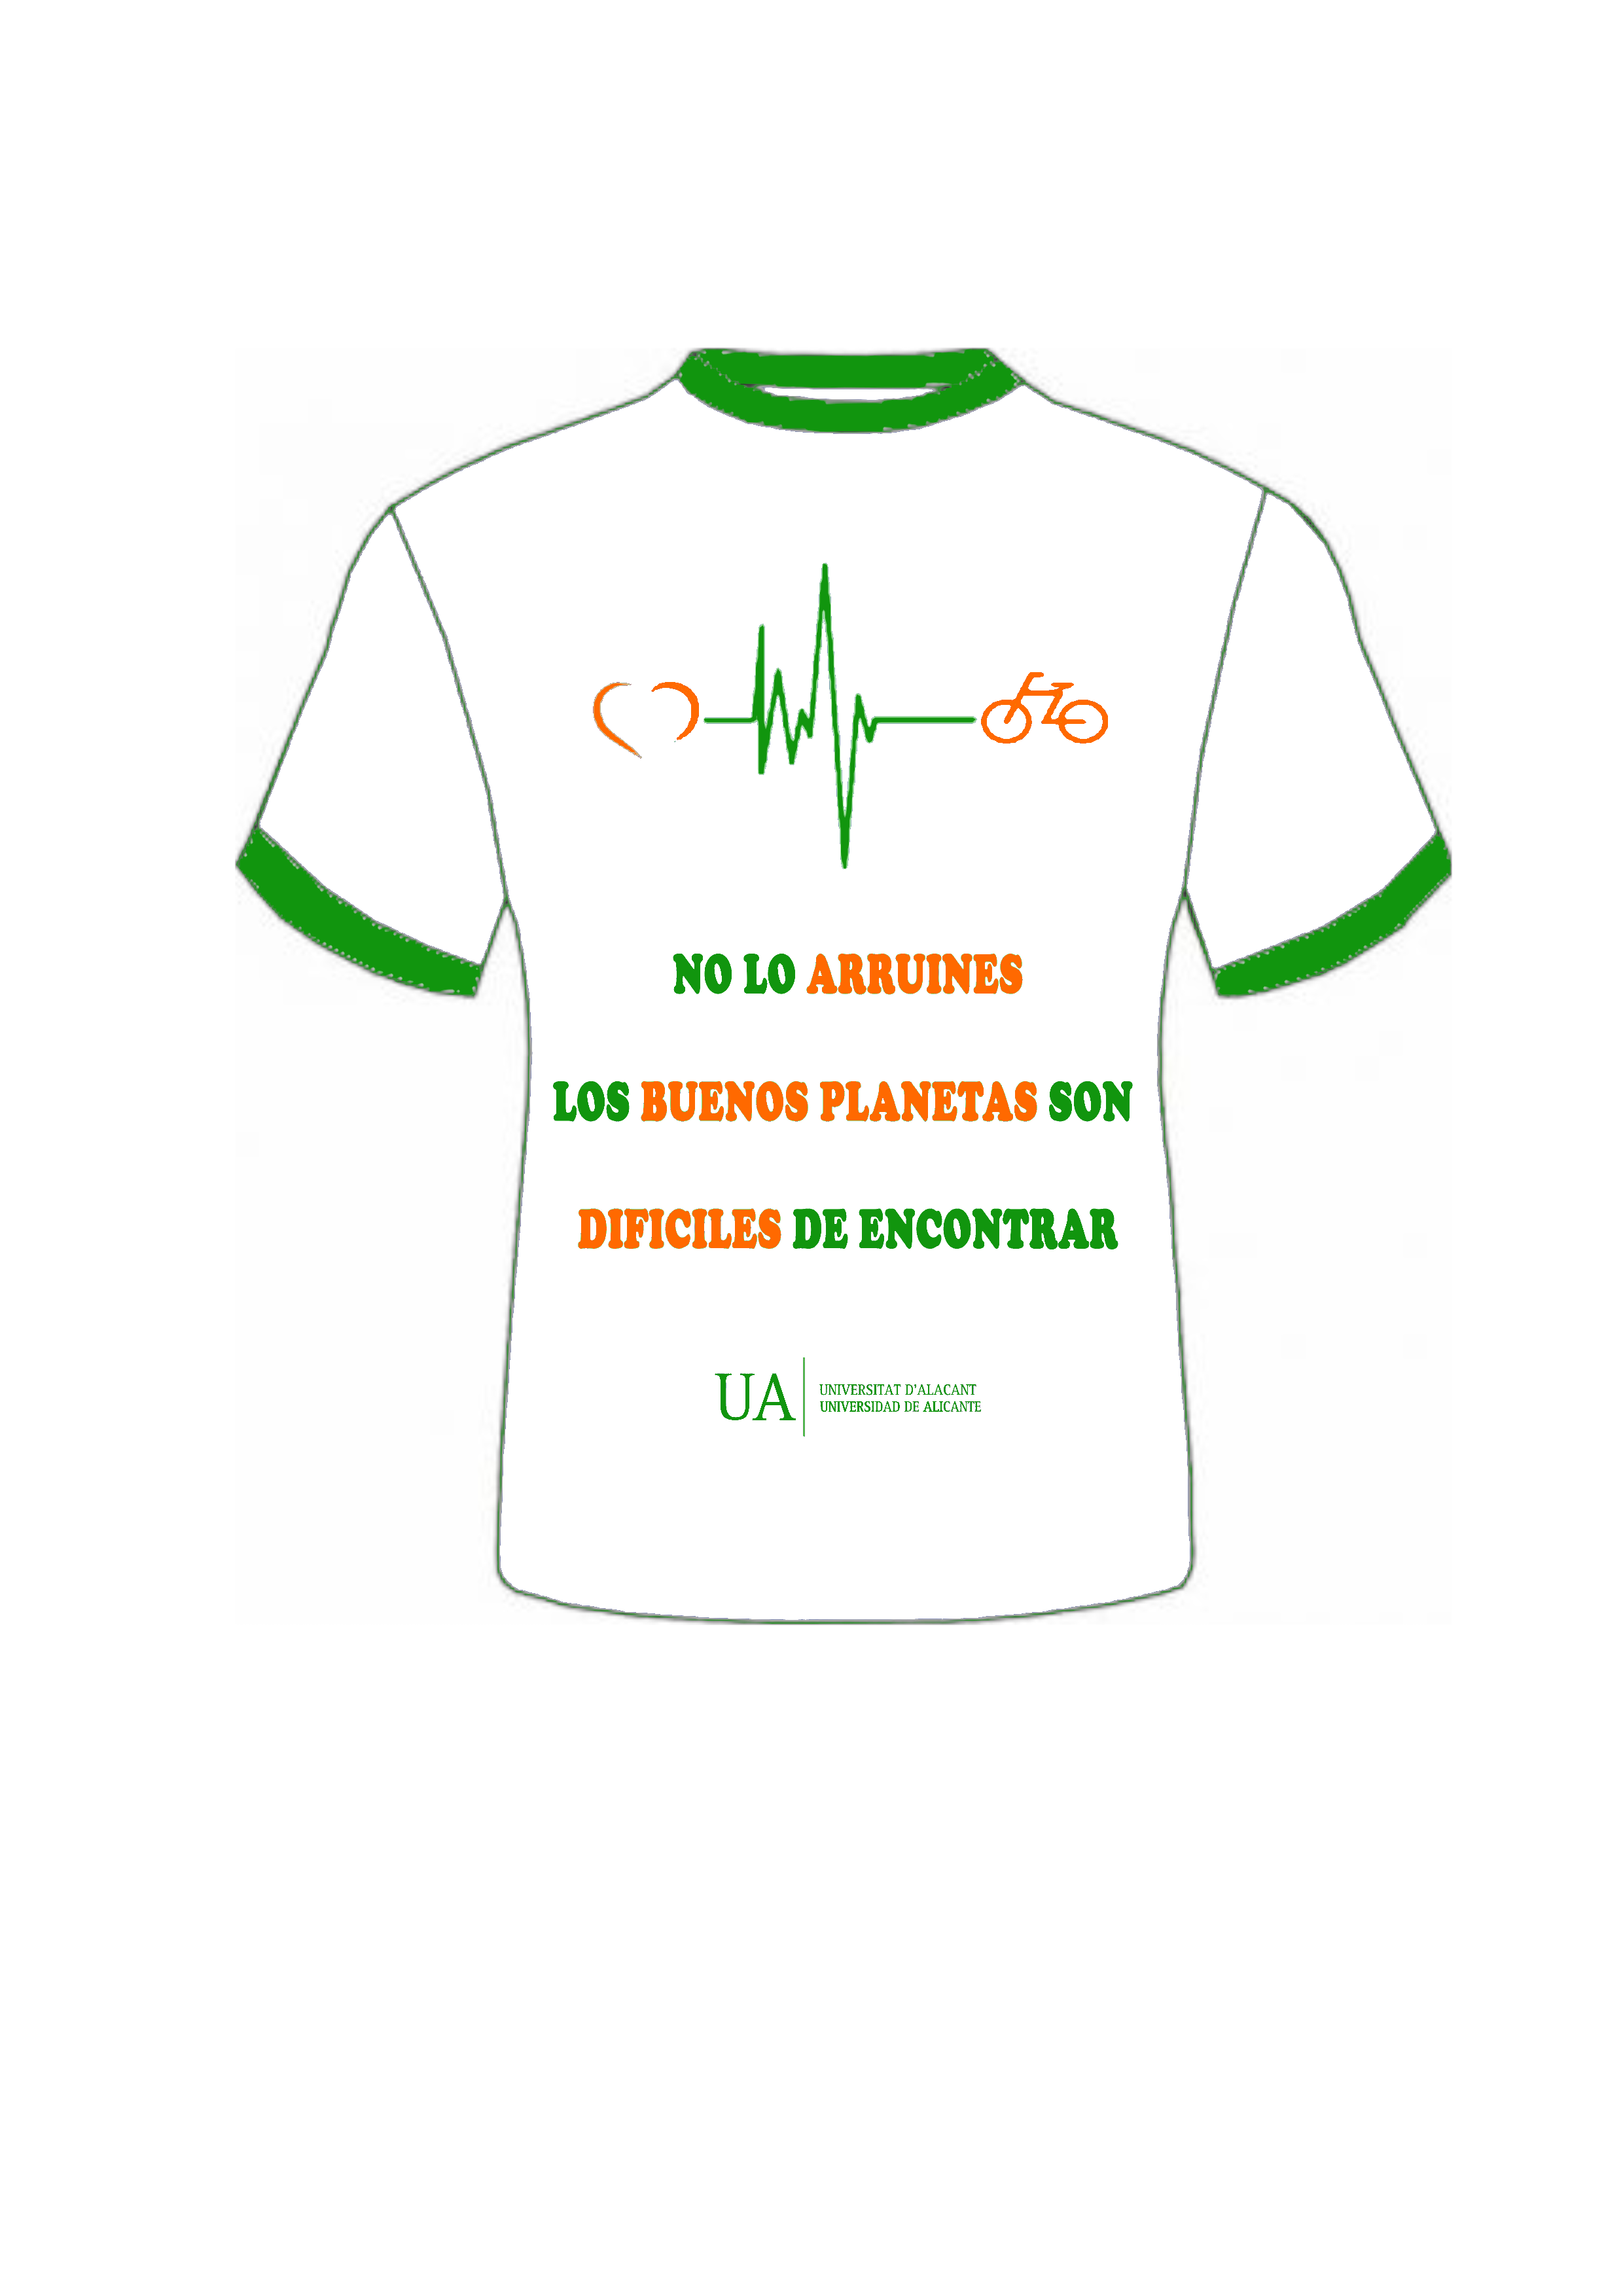 NO LO ARRUINES
LOS BUENOS PLANETAS SON
DIFICILES DE ENCONTRAR
UA
UNIVERSITAT D'ALACANT
UNIVERSIDAD DE ALICANTE